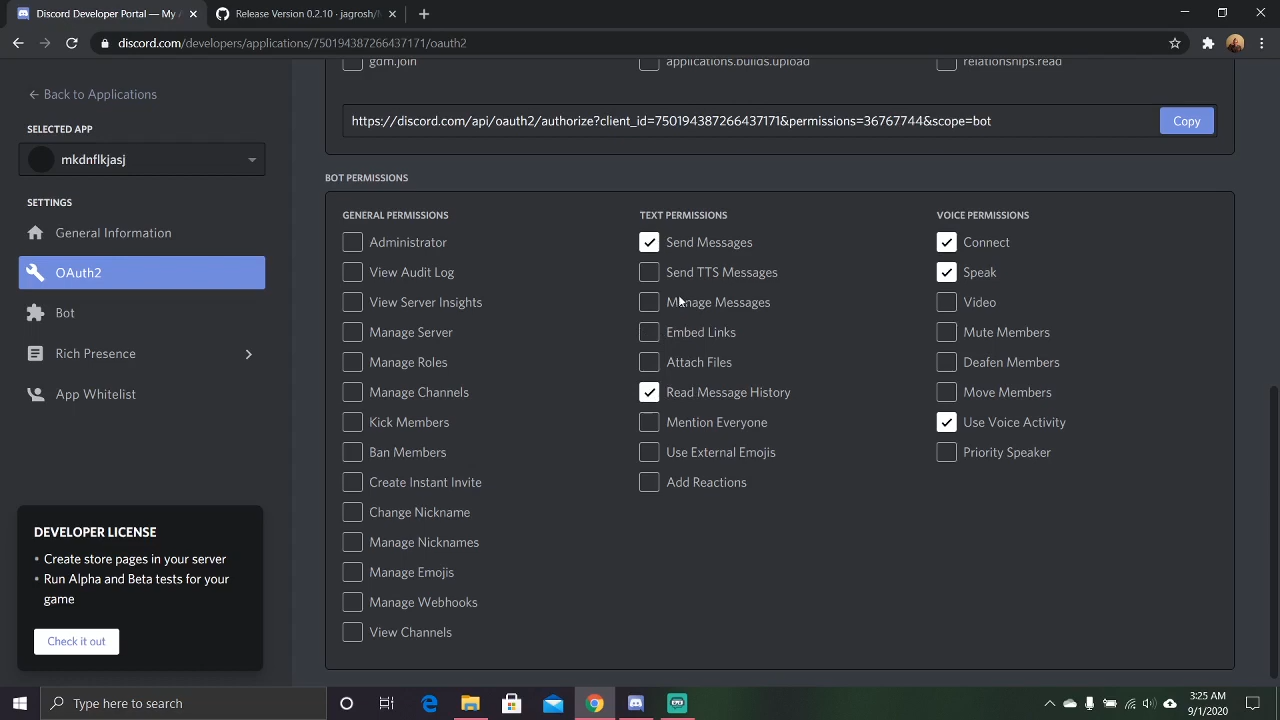 Discord Developer Portal — My A
Release Version 0.2.10 · jagrosh/M
discord.com/developers/applications/750194387266437171/oauth2
Back to Applications
SELECTED APP
mkdnflkjasj
SETTINGS
General Information
OAuth2
Bot
Rich Presence
App Whitelist
DEVELOPER LICENSE
• Create store pages in your server
• Run Alpha and Beta tests for your
game
Check it out
gdm.join
applications.builds.upload
relationships.read
https://discord.com/api/oauth2/authorize?client_id=750194387266437171&permissions=36767744&scope=bot
Copy
BOT PERMISSIONS
GENERAL PERMISSIONS
Administrator
View Audit Log
View Server Insights
Manage Server
Manage Roles
Manage Channels
Kick Members
Ban Members
Create Instant Invite
Change Nickname
Manage Nicknames
Manage Emojis
Manage Webhooks
View Channels
TEXT PERMISSIONS
Send Messages
Send TTS Messages
Manage Messages
Embed Links
Attach Files
Read Message History
Mention Everyone
Use External Emojis
Add Reactions
VOICE PERMISSIONS
Connect
Speak
Video
Mute Members
Deafen Members
Move Members
Use Voice Activity
Priority Speaker
Type here to search
3:25 AM
9/1/2020